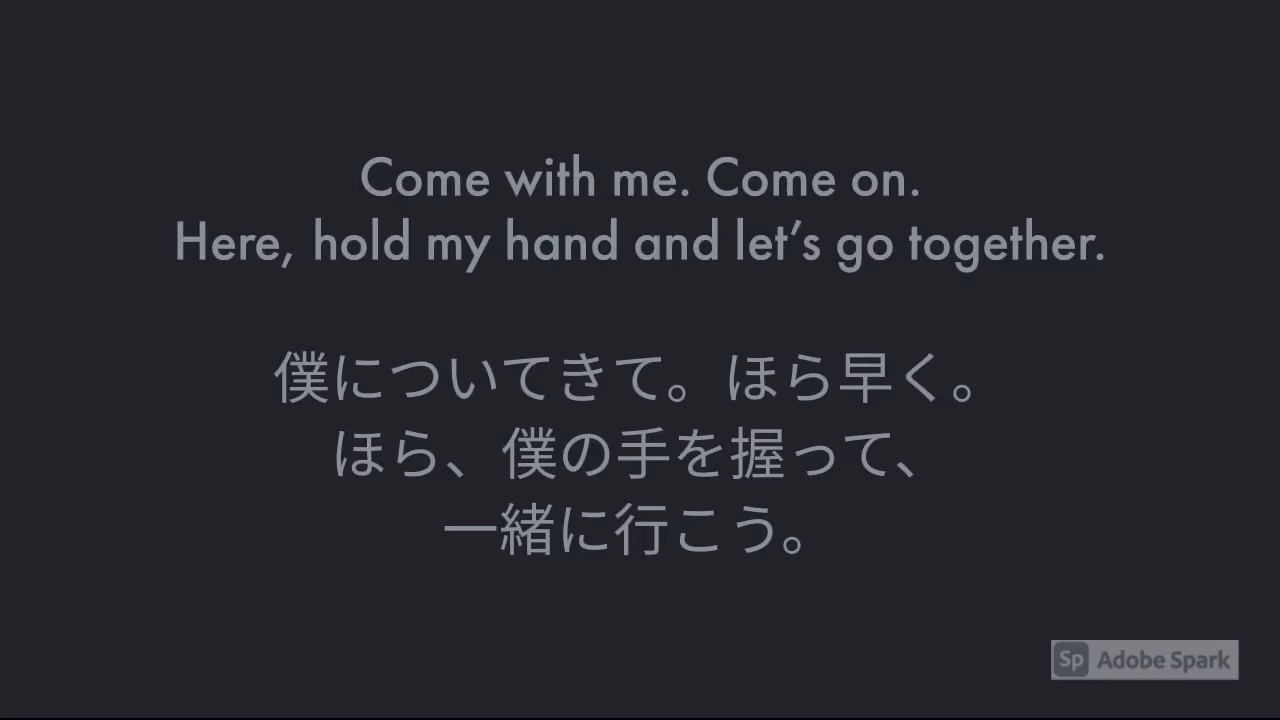 Come with me. Come on.
Here, hold my hand and let’s go together.
僕についてきて。ほら早く。
ほら、僕の手を握って、
一緒に行こう。
Sp Adobe Spark